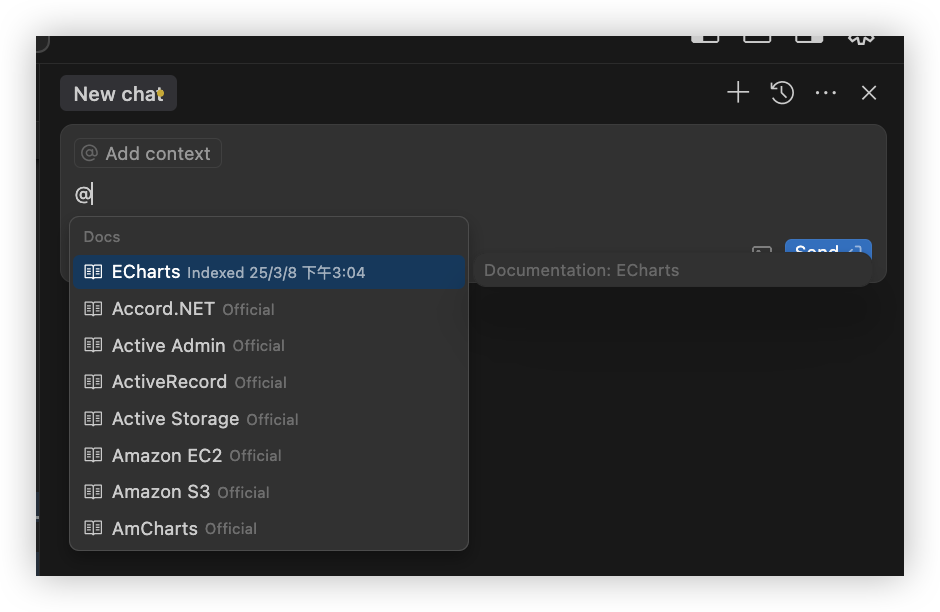 New chat
@ Add context
@
Docs
ECharts Indexed 25/3/8 下午3:04
Documentation: ECharts
Send
Accord.NET Official
Active Admin Official
ActiveRecord Official
Active Storage Official
Amazon EC2 Official
Amazon S3 Official
AmCharts Official